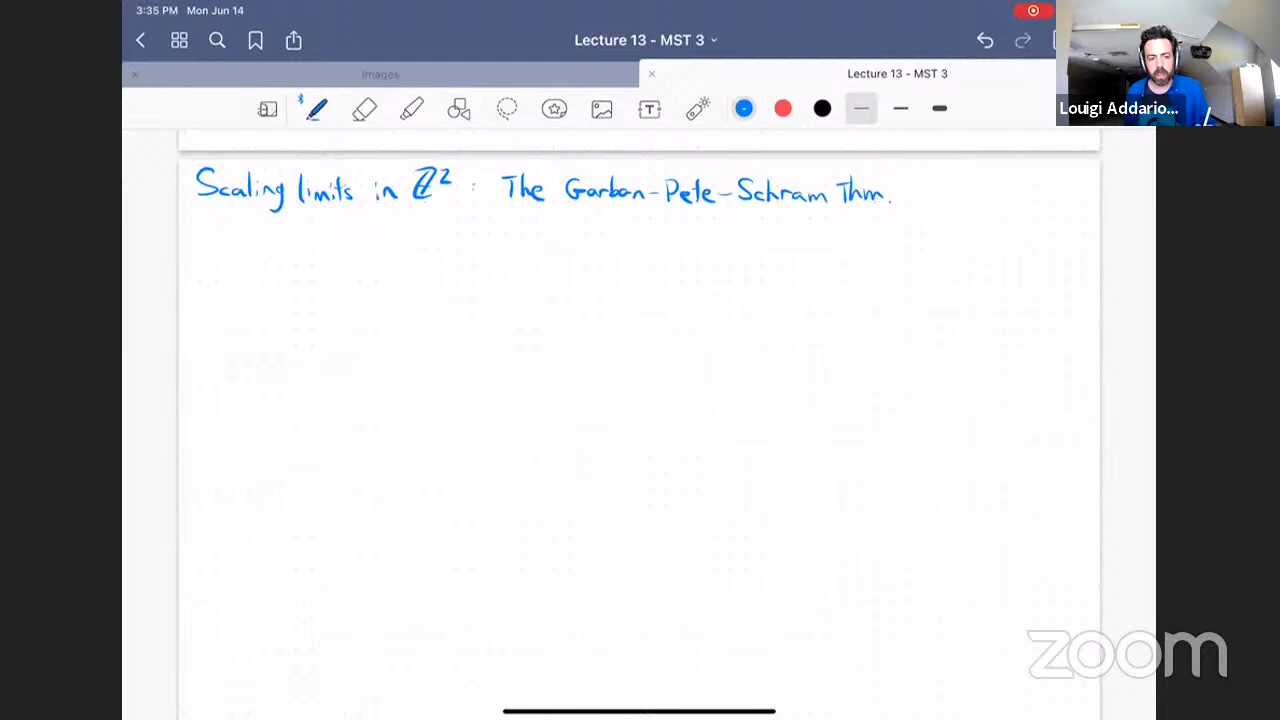 3:35 PM Mon Jun 14
Lecture 13 - MST 3
Images
Lecture 13 - MST 3
Louigi Addario...
Scaling limits in ℤ² : The Garban-Pete-Schram Thm.
zoom